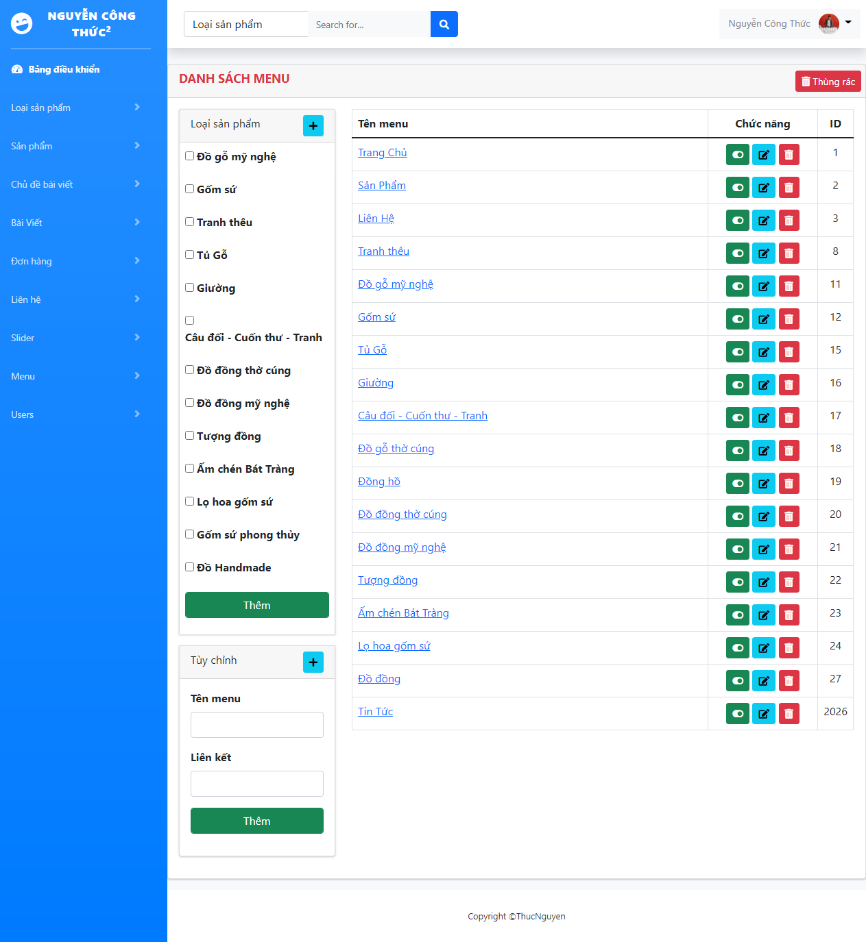 NGUYỄN CÔNG
THỨC2
Bảng điều khiển
Loại sản phẩm
Sản phẩm
Chủ đề bài viết
Bài Viết
Đơn hàng
Liên hệ
Slider
Menu
Users
Loại sản phẩm
Search for...
Nguyễn Công Thức
DANH SÁCH MENU
Thùng rác
Loại sản phẩm
+
Đồ gỗ mỹ nghệ
Gốm sứ
Tranh thêu
Tủ Gỗ
Giường
Câu đối - Cuốn thư - Tranh
Đồ đồng thờ cúng
Đồ đồng mỹ nghệ
Tượng đồng
Ấm chén Bát Tràng
Lọ hoa gốm sứ
Gốm sứ phong thủy
Đồ Handmade
Thêm
Tùy chỉnh
+
Tên menu
Liên kết
Thêm
Tên menu Chức năng ID
Trang Chủ 1
Sản Phẩm 2
Liên Hệ 3
Tranh thêu 8
Đồ gỗ mỹ nghệ 11
Gốm sứ 12
Tủ Gỗ 15
Giường 16
Câu đối - Cuốn thư - Tranh 17
Đồ gỗ thờ cúng 18
Đồng hồ 19
Đồ đồng thờ cúng 20
Đồ đồng mỹ nghệ 21
Tượng đồng 22
Ấm chén Bát Tràng 23
Lọ hoa gốm sứ 24
Đồ đồng 27
Tin Tức 2026
Copyright ©ThucNguyen